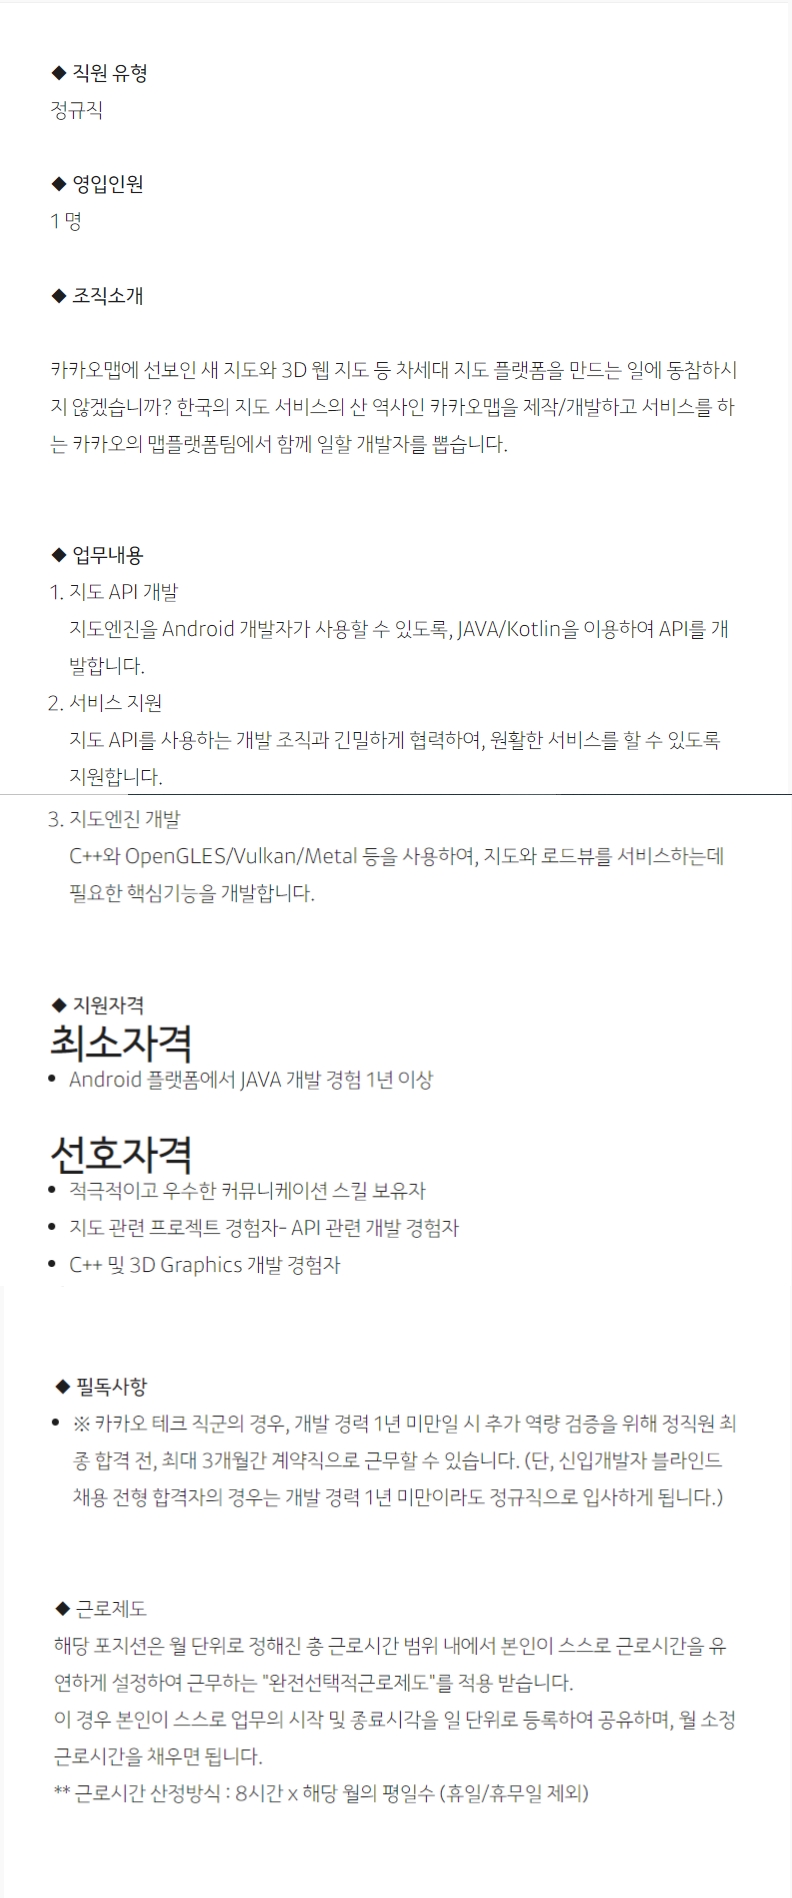 ◆ 직원 유형
정규직
◆ 영입인원
1 명
◆ 조직소개
카카오맵에 선보인 새 지도와 3D 웹 지도 등 차세대 지도 플랫폼을 만드는 일에 동참하시
지 않겠습니까? 한국의 지도 서비스의 산 역사인 카카오맵을 제작/개발하고 서비스를 하
는 카카오의 맵플랫폼팀에서 함께 일할 개발자를 뽑습니다.
◆ 업무내용
1. 지도 API 개발
지도엔진을 Android 개발자가 사용할 수 있도록, JAVA/Kotlin을 이용하여 API를 개
발합니다.
2. 서비스 지원
지도 API를 사용하는 개발 조직과 긴밀하게 협력하여, 원활한 서비스를 할 수 있도록
지원합니다.
3. 지도엔진 개발
C++와 OpenGLES/Vulkan/Metal 등을 사용하여, 지도와 로드뷰를 서비스하는데
필요한 핵심기능을 개발합니다.
◆ 지원자격
최소자격
• Android 플랫폼에서 JAVA 개발 경험 1년 이상
선호자격
• 적극적이고 우수한 커뮤니케이션 스킬 보유자
• 지도 관련 프로젝트 경험자- API 관련 개발 경험자
• C++ 및 3D Graphics 개발 경험자
◆ 필독사항
• ※ 카카오 테크 직군의 경우, 개발 경력 1년 미만일 시 추가 역량 검증을 위해 정직원 최
종 합격 전, 최대 3개월간 계약직으로 근무할 수 있습니다. (단, 신입개발자 블라인드
채용 전형 합격자의 경우는 개발 경력 1년 미만이라도 정규직으로 입사하게 됩니다.)
◆ 근로제도
해당 포지션은 월 단위로 정해진 총 근로시간 범위 내에서 본인이 스스로 근로시간을 유
연하게 설정하여 근무하는 "완전선택적근로제도"를 적용 받습니다.
이 경우 본인이 스스로 업무의 시작 및 종료시각을 일 단위로 등록하여 공유하며, 월 소정
근로시간을 채우면 됩니다.
** 근로시간 산정방식 : 8시간 x 해당 월의 평일수 (휴일/휴무일 제외)